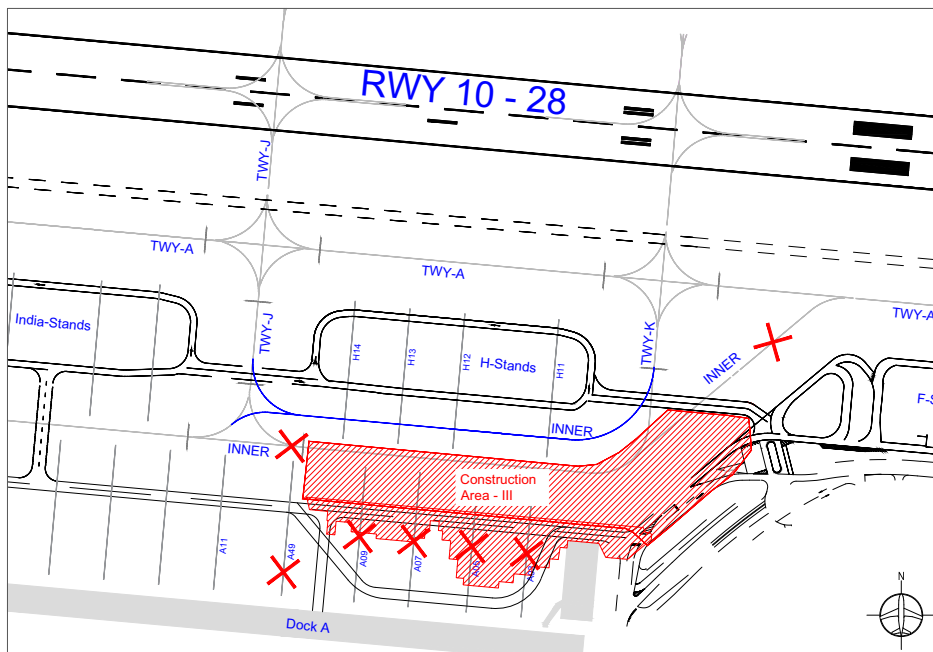 RWY 10 - 28
TWY-J
TWY-A
TWY-A
TWY-A
India-Stands
TWY-J
H14
H13
H12
H-Stands
H11
TWY-K
INNER
F-S
INNER
INNER
Construction
Area - III
A11
A49
A09
A07
Dock A
N